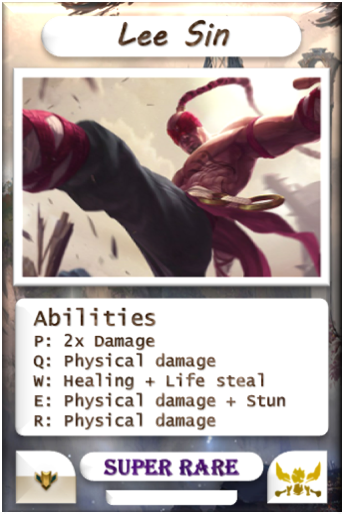 Lee Sin
Abilities
P: 2x Damage
Q: Physical damage
W: Healing + Life steal
E: Physical damage + Stun
R: Physical damage
SUPER RARE